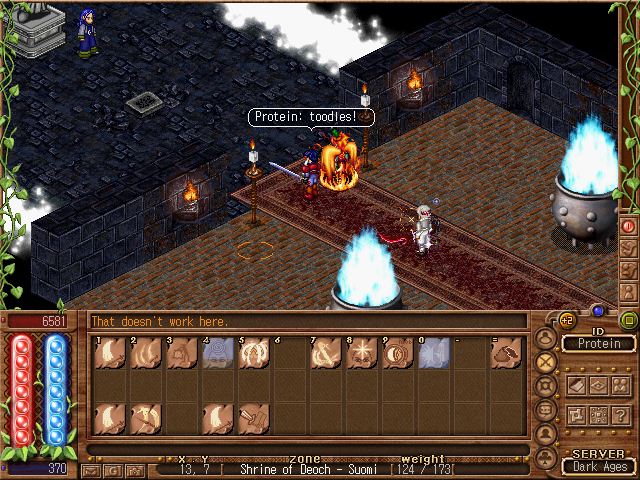 Protein: toodles!
6581
That doesn't work here.
+2
ID
Protein
1 2 3 4 5 6 7 8 9 0 - =
370
X Y ZONE weight
13, 7 [ Shrine of Deoch - Suomi [124 / 173[
SERVER
Dark Ages
G
?